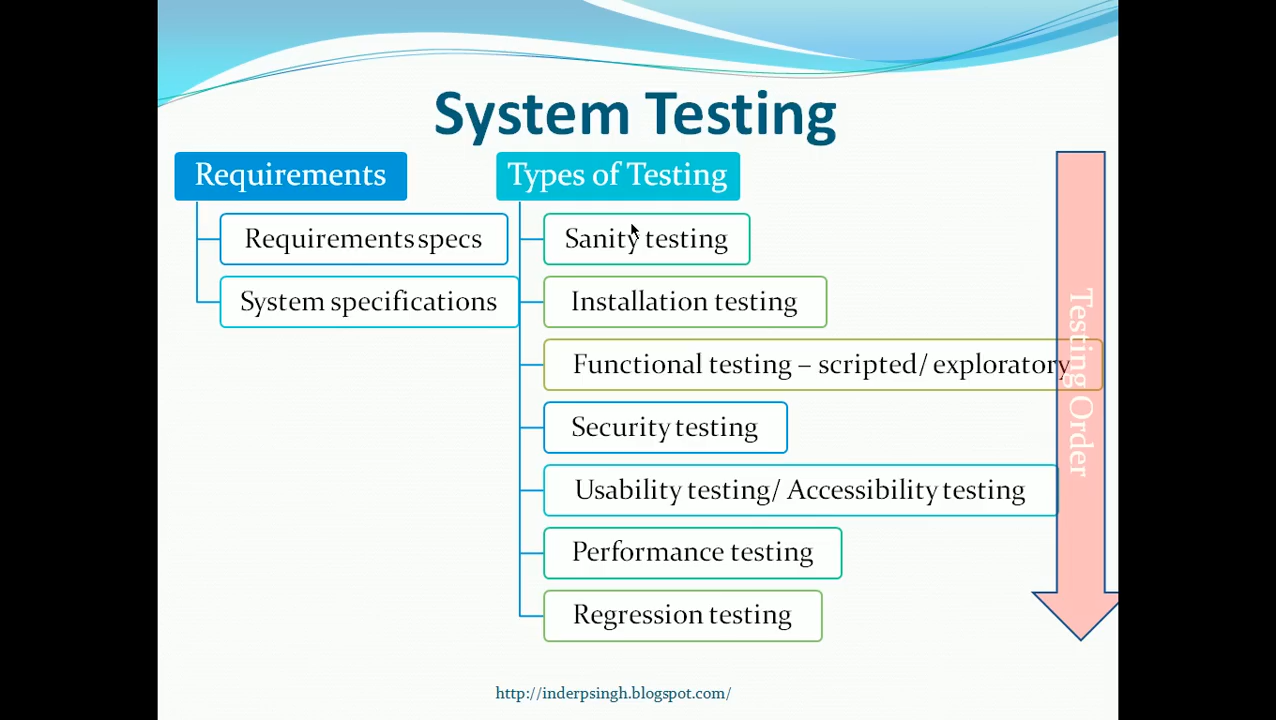 System Testing
Requirements
Requirements specs
System specifications
Types of Testing
Sanity testing
Installation testing
Functional testing – scripted/ exploratory
Security testing
Usability testing/ Accessibility testing
Performance testing
Regression testing
Testing Order
http://inderpsingh.blogspot.com/